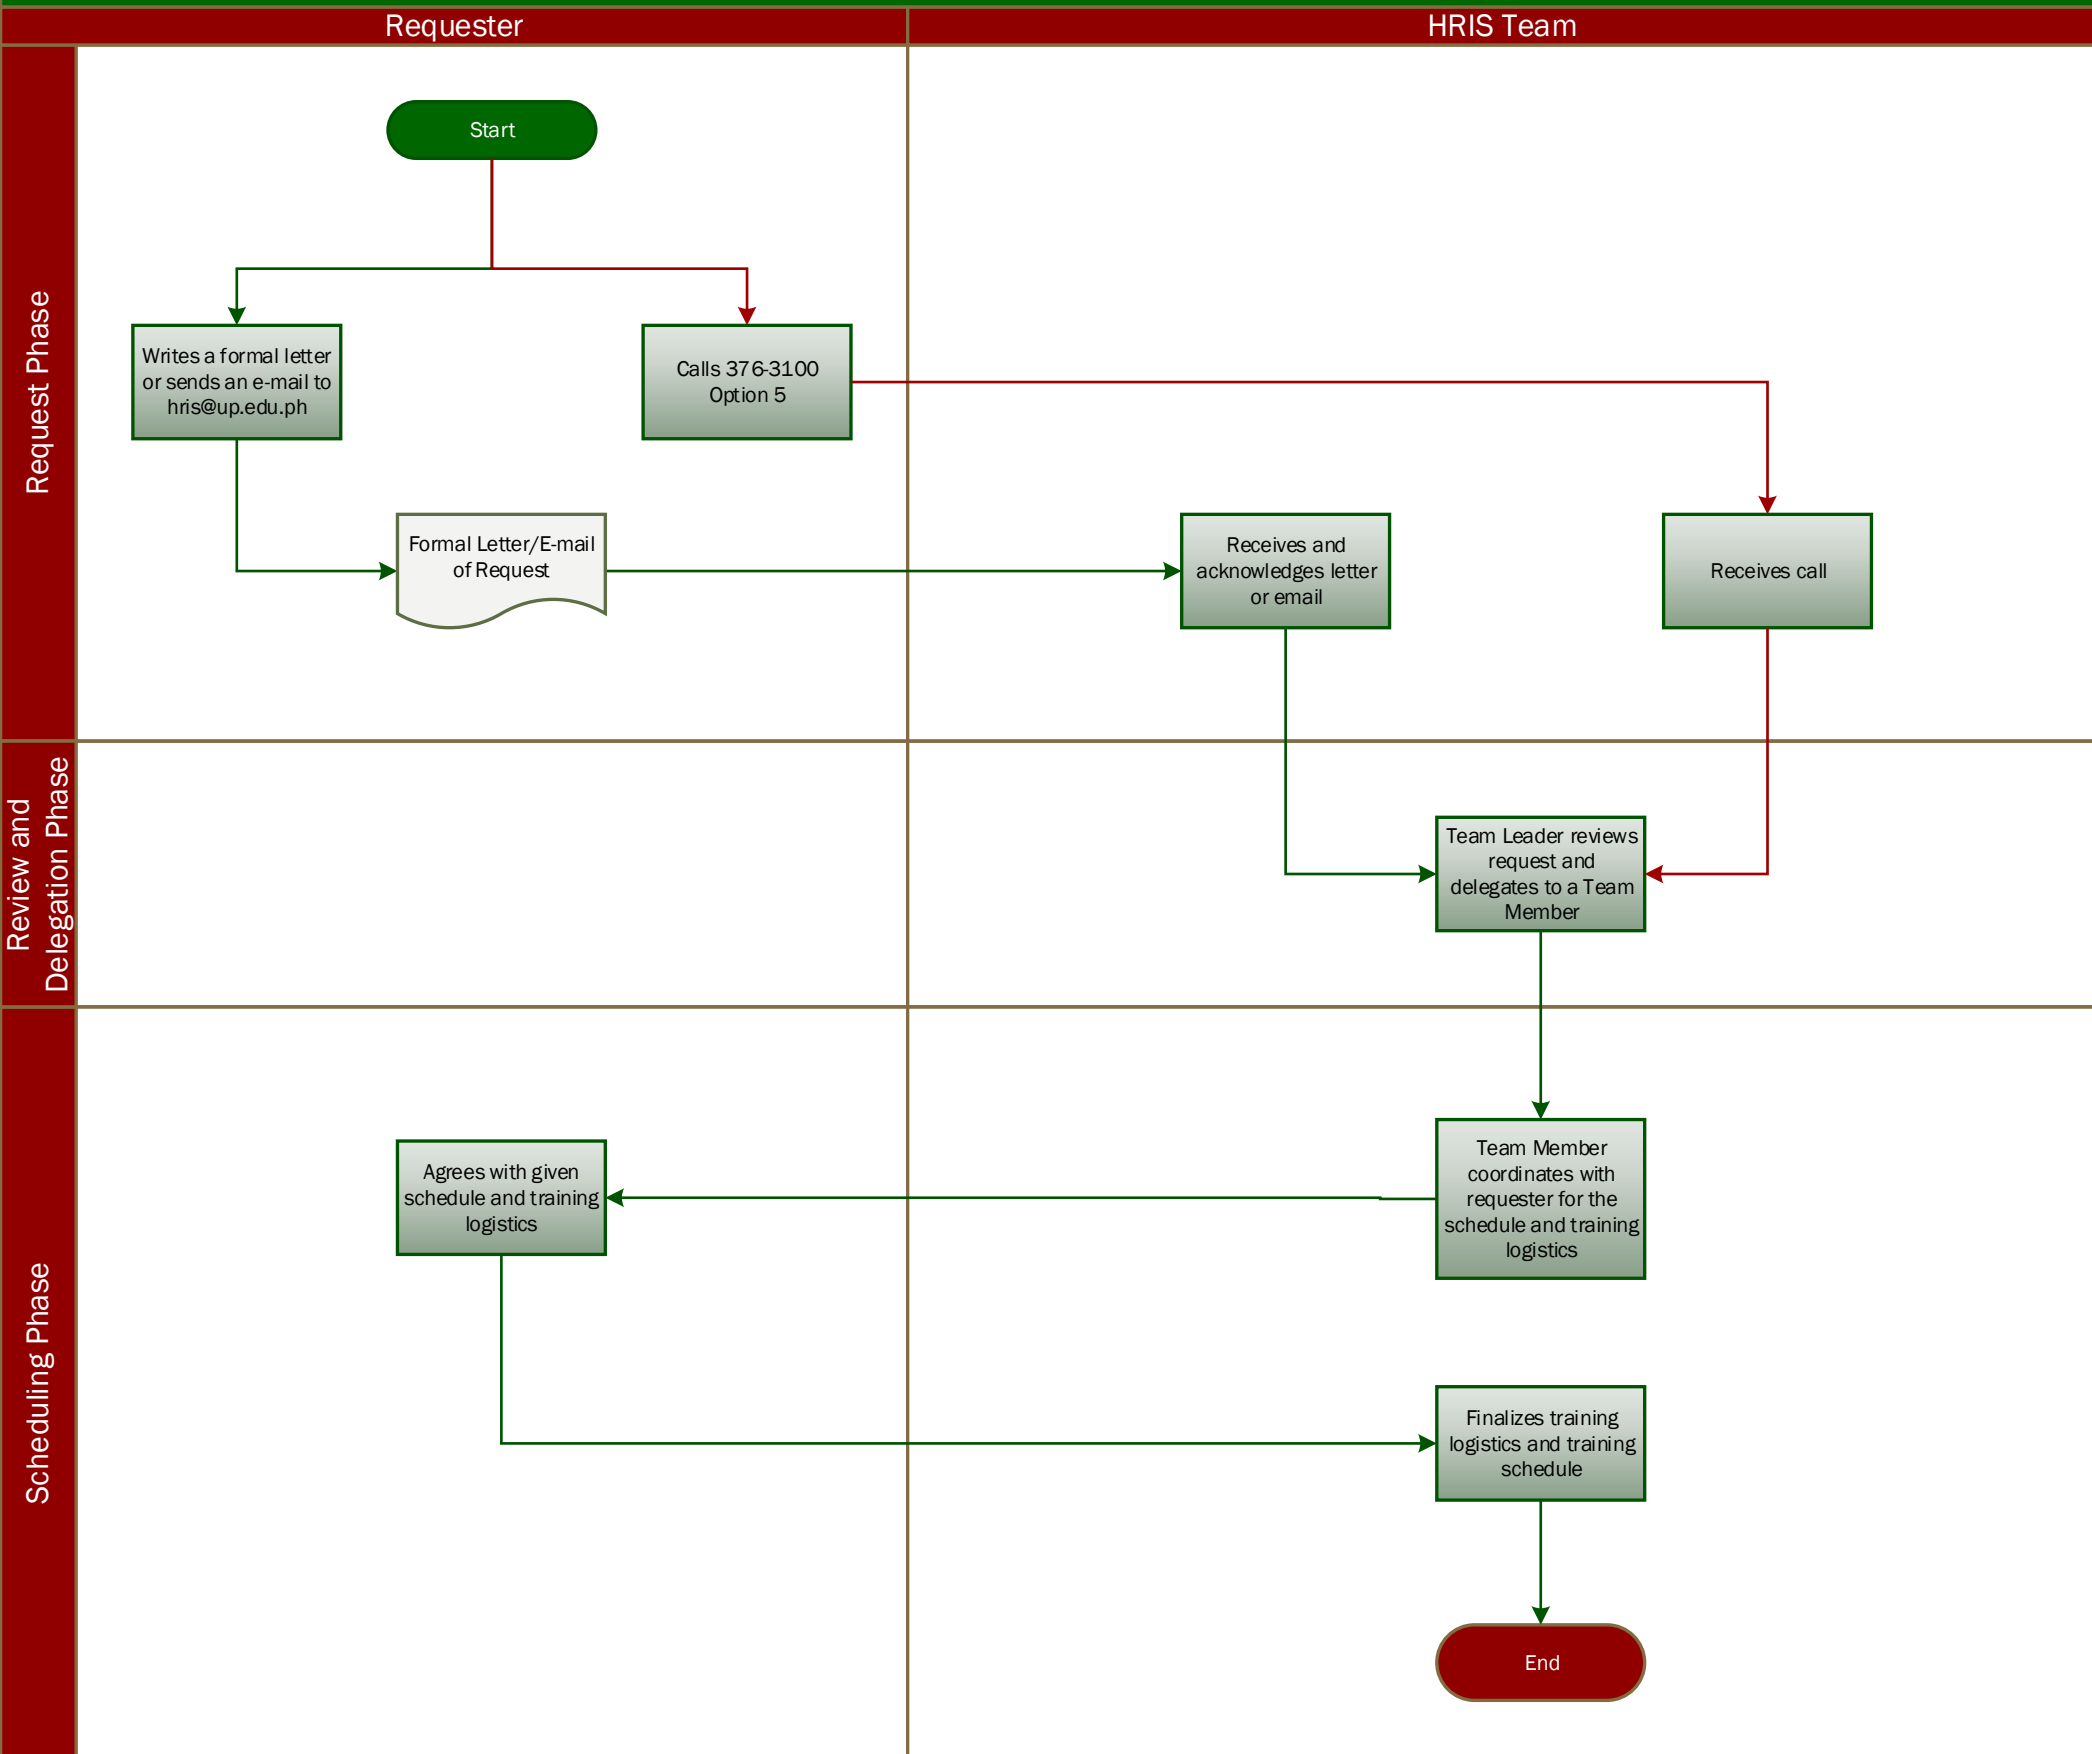 Requester
HRIS Team
Request Phase
Start
Writes a formal letter
or sends an e-mail to
hris@up.edu.ph
Calls 376-3100
Option 5
Formal Letter/E-mail
of Request
Receives and
acknowledges letter
or email
Receives call
Review and
Delegation Phase
Team Leader reviews
request and
delegates to a Team
Member
Scheduling Phase
Agrees with given
schedule and training
logistics
Team Member
coordinates with
requester for the
schedule and training
logistics
Finalizes training
logistics and training
schedule
End